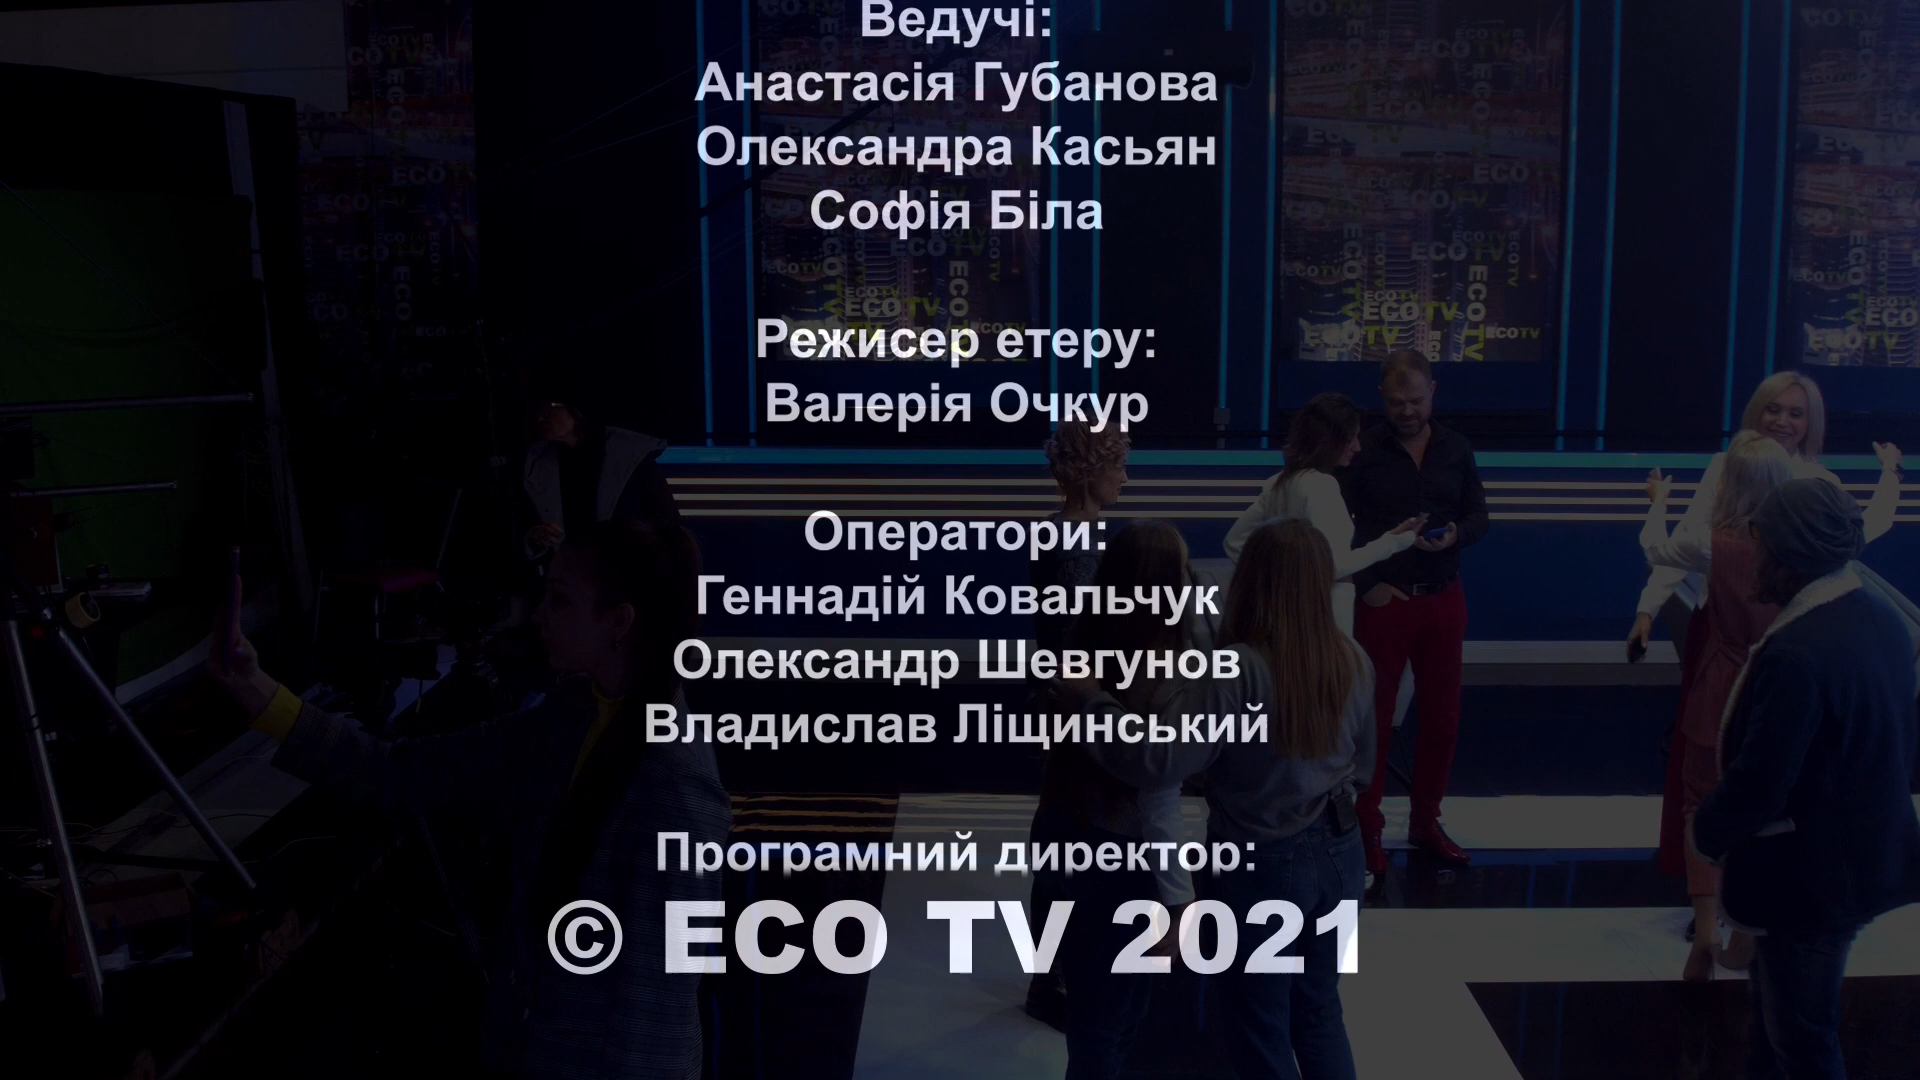 Ведучі:
Анастасія Губанова
Олександра Касьян
Софія Біла
Режисер етеру:
Валерія Очкур
Оператори:
Геннадій Ковальчук
Олександр Шевгунов
Владислав Ліщинський
Програмний директор:
© ECO TV 2021